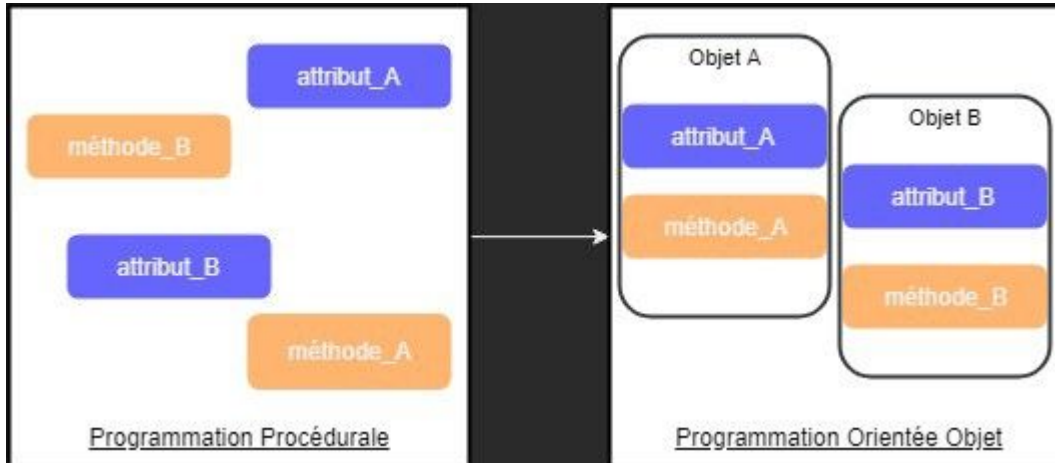 attribut_A
méthode_B
attribut_B
méthode_A
Programmation Procédurale
Objet A
attribut_A
méthode_A
Objet B
attribut_B
méthode_B
Programmation Orientée Objet